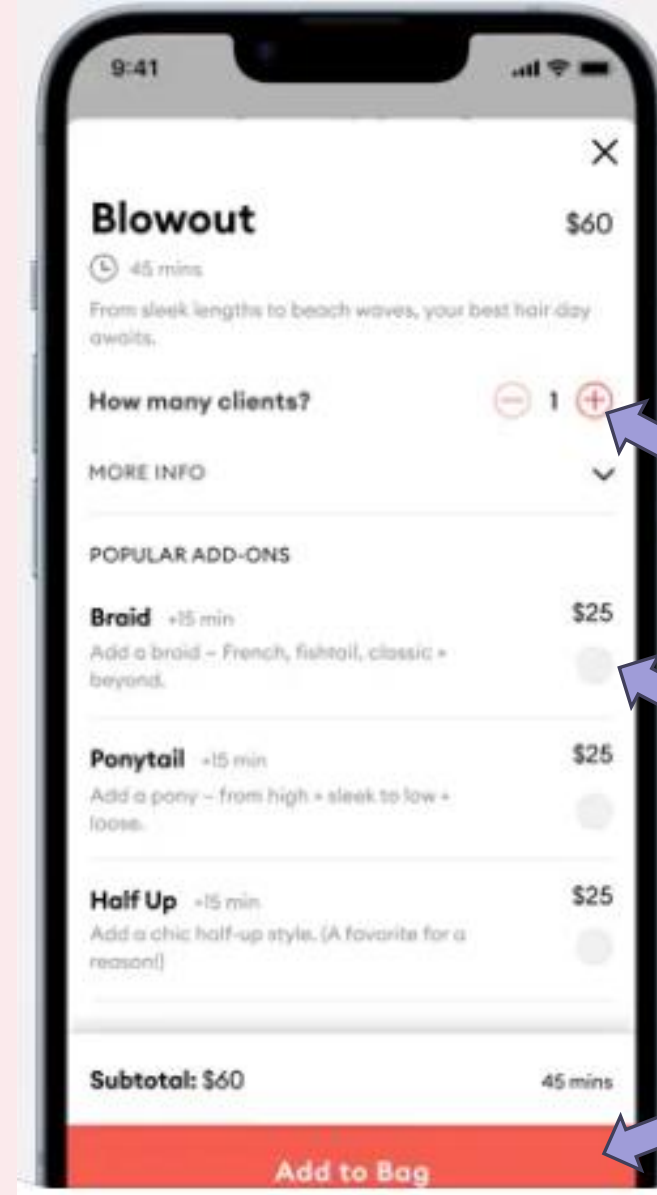 9:41
Blowout $60
45 mins
From sleek lengths to beach waves, your best hair day
awaits.
How many clients? 1
MORE INFO
POPULAR ADD-ONS
Braid +15 min $25
Add a braid – French, fishtail, classic +
beyond.
Ponytail +15 min $25
Add a pony – from high + sleek to low +
loose.
Half Up +15 min $25
Add a chic half-up style. (A favorite for a
reason!)
Subtotal: $60 45 mins
Add to Bag